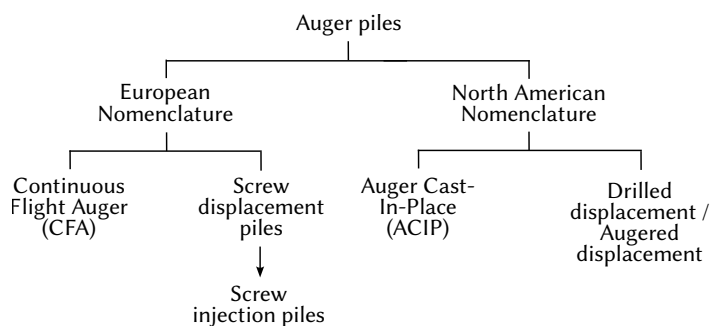 Auger piles
European
Nomenclature
North American
Nomenclature
Continuous
Flight Auger
(CFA)
Screw
displacement
piles
Auger Cast-
In-Place
(ACIP)
Drilled
displacement /
Augered
displacement
Screw
injection piles